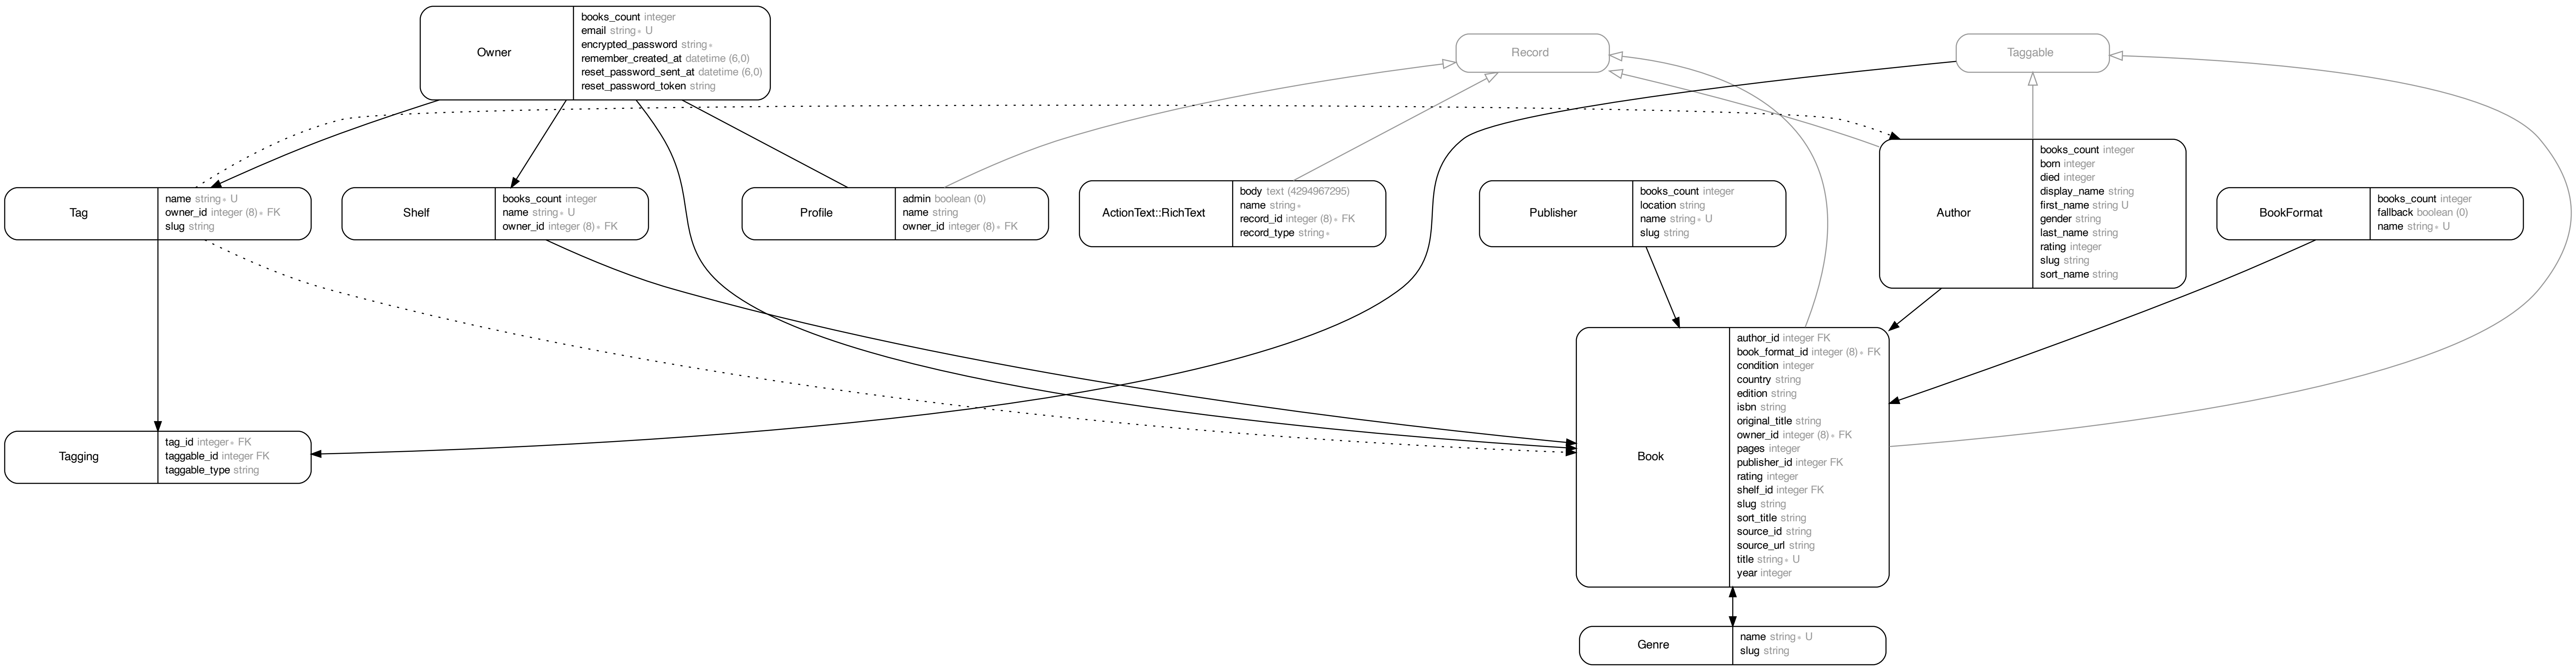 Owner
books_count integer
email string∗ U
encrypted_password string∗
remember_created_at datetime (6,0)
reset_password_sent_at datetime (6,0)
reset_password_token string
Record
Taggable
Tag
name string∗ U
owner_id integer (8)∗ FK
slug string
Shelf
books_count integer
name string∗ U
owner_id integer (8)∗ FK
Profile
admin boolean (0)
name string
owner_id integer (8)∗ FK
ActionText::RichText
body text (4294967295)
name string∗
record_id integer (8)∗ FK
record_type string∗
Publisher
books_count integer
location string
name string∗ U
slug string
Author
books_count integer
born integer
died integer
display_name string
first_name string U
gender string
last_name string
rating integer
slug string
sort_name string
BookFormat
books_count integer
fallback boolean (0)
name string∗ U
Tagging
tag_id integer∗ FK
taggable_id integer FK
taggable_type string
Book
author_id integer FK
book_format_id integer (8)∗ FK
condition integer
country string
edition string
isbn string
original_title string
owner_id integer (8)∗ FK
pages integer
publisher_id integer FK
rating integer
shelf_id integer FK
slug string
sort_title string
source_id string
source_url string
title string∗ U
year integer
Genre
name string∗ U
slug string